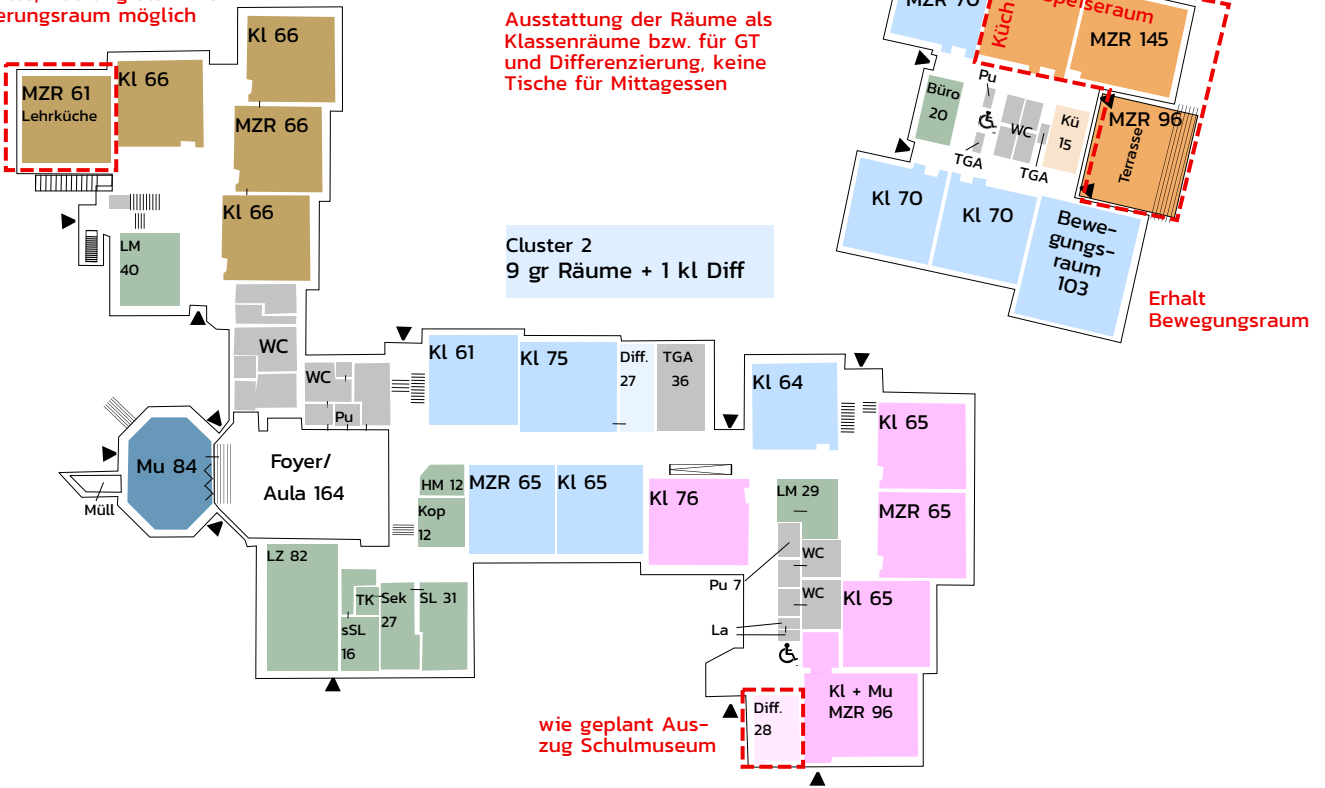 erungsraum möglich
Ausstattung der Räume als
Klassenräume bzw. für GT
und Differenzierung, keine
Tische für Mittagessen
MZR 70
Küch
peiseraum
MZR 145
Kl 66
MZR 61
Lehrküche
Kl 66
MZR 66
Kl 66
LM
40
Pu
Büro
20
WC
Kü
15
MZR 96
Terrasse
TGA
TGA
Kl 70
Kl 70
Bewe-
gungs-
raum
103
Erhalt
Bewegungsraum
Cluster 2
9 gr Räume + 1 kl Diff
WC
WC
Pu
Kl 61
Kl 75
Diff.
27
TGA
36
Kl 64
Kl 65
Mu 84
Foyer/
Aula 164
Müll
HM 12
Kop
12
MZR 65
Kl 65
Kl 76
LM 29
MZR 65
WC
WC
Pu 7
La
Kl 65
LZ 82
TK
Sek
27
SL 31
sSL
16
Kl + Mu
MZR 96
Diff.
28
wie geplant Aus-
zug Schulmuseum